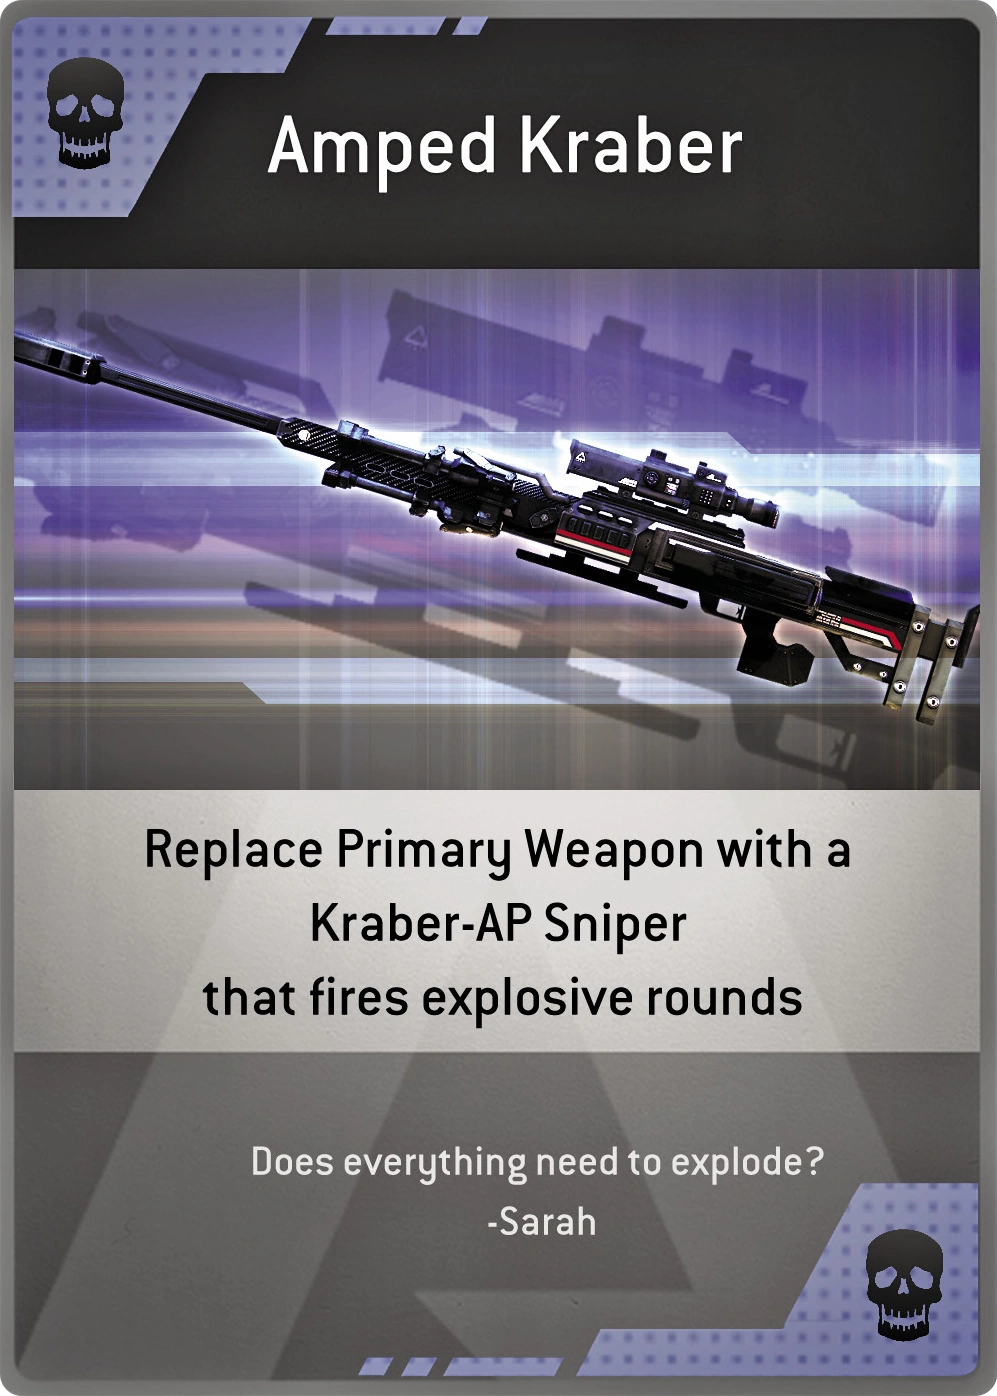 Amped Kraber
Replace Primary Weapon with a
Kraber-AP Sniper
that fires explosive rounds
Does everything need to explode?
-Sarah